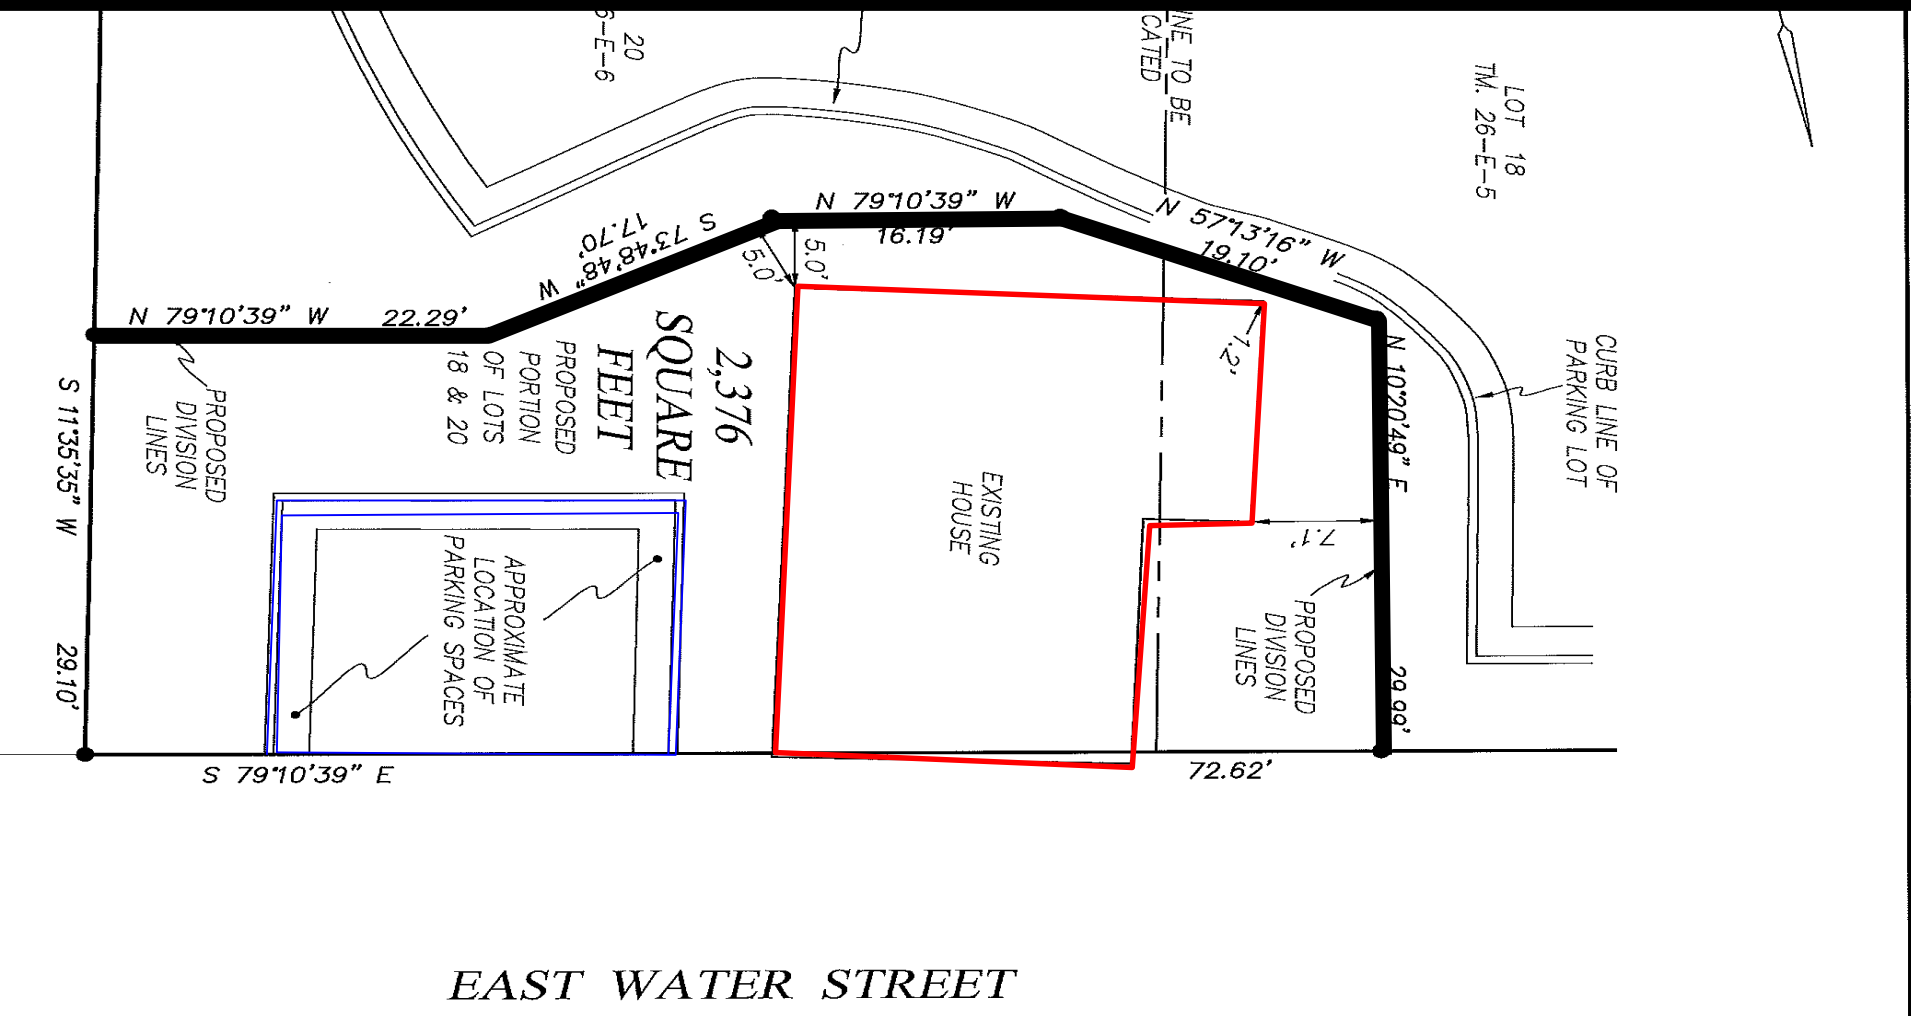 20
6-E-6
NE TO BE
CATED
LOT 18
TM. 26-E-5
N 79°10'39" W
16.19'
N 57°13'16" W
19.10'
S 73°48'48" W
17.70'
5.0'
5.0'
N 79°10'39" W 22.29'
1.2'
CURB LINE OF
PARKING LOT
2,376
SQUARE
FEET
PROPOSED
PORTION
OF LOTS
18 & 20
PROPOSED
DIVISION
LINES
S 11°35'35" W 29.10'
N 10°20'49" E 29.99'
EXISTING
HOUSE
7.1'
APPROXIMATE
LOCATION OF
PARKING SPACES
PROPOSED
DIVISION
LINES
S 79°10'39" E 72.62'
EAST WATER STREET